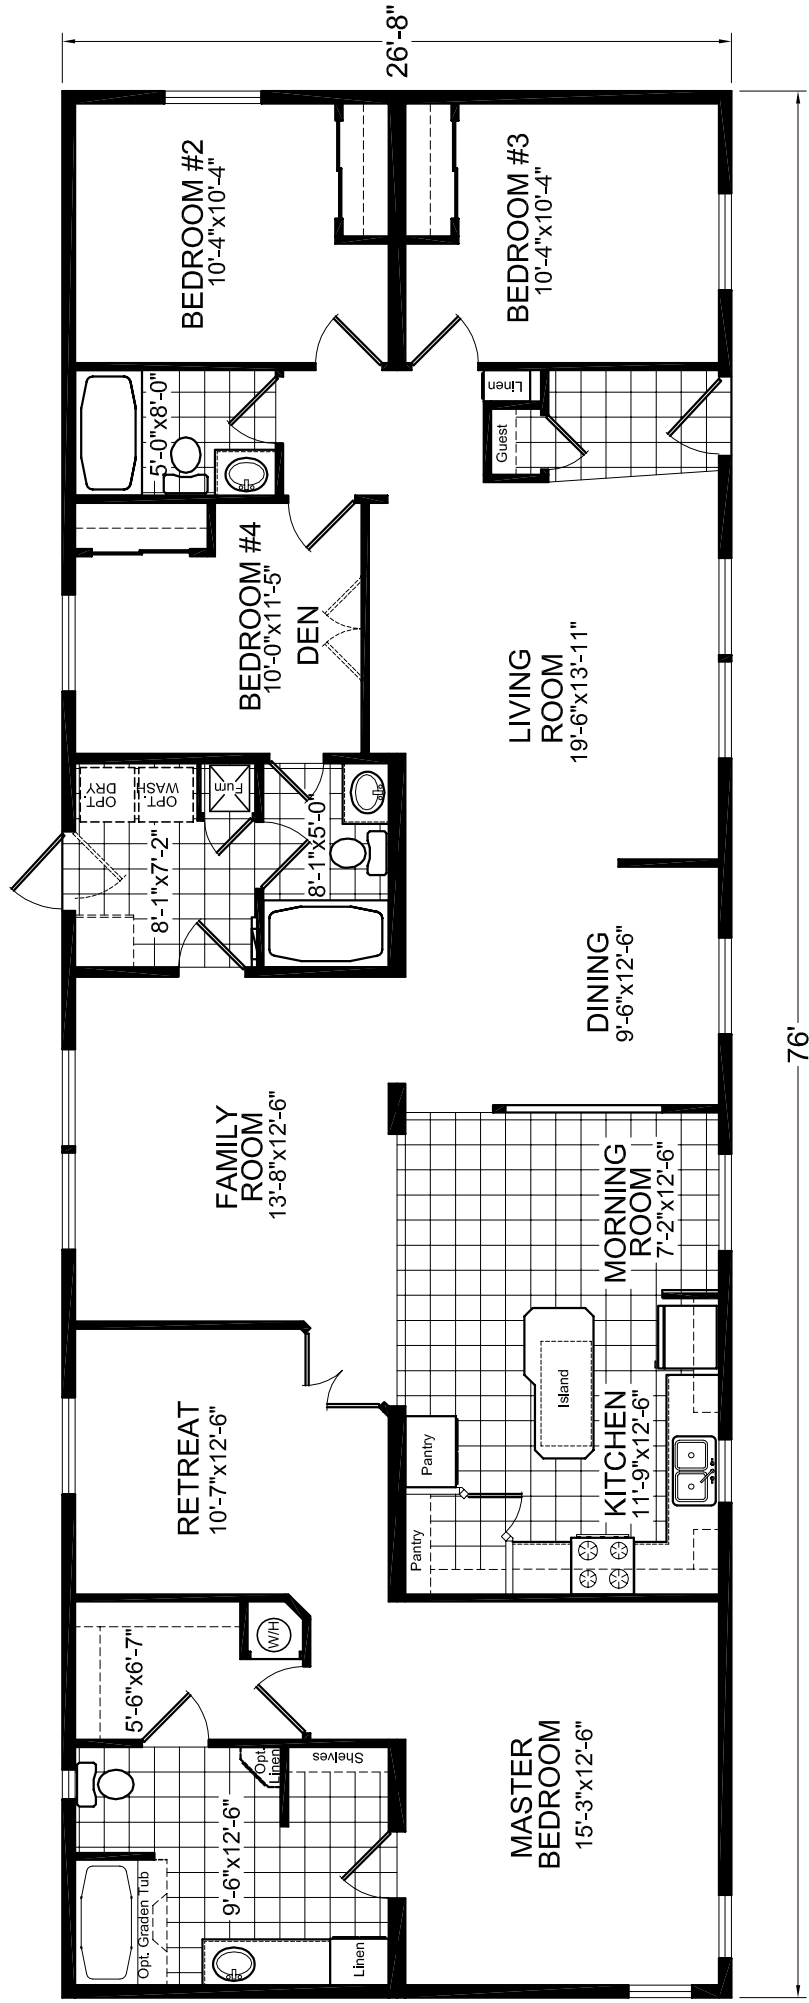 26'-8"
76'
BEDROOM #2
10'-4"x10'-4"
BEDROOM #3
10'-4"x10'-4"
5'-0"x8'-0"
Linen
Guest
BEDROOM #4
10'-0"x11'-5"
DEN
LIVING
ROOM
19'-6"x13'-11"
OPT.
DRY
OPT.
WASH
Furn
8'-1"x7'-2"
8'-1"x5'-0"
DINING
9'-6"x12'-6"
FAMILY
ROOM
13'-8"x12'-6"
MORNING
ROOM
7'-2"x12'-6"
Island
KITCHEN
11'-9"x12'-6"
Pantry
Pantry
RETREAT
10'-7"x12'-6"
W/H
5'-6"x6'-7"
Opt.
Linen
Shelves
MASTER
BEDROOM
15'-3"x12'-6"
9'-6"x12'-6"
Opt. Graden Tub
Linen